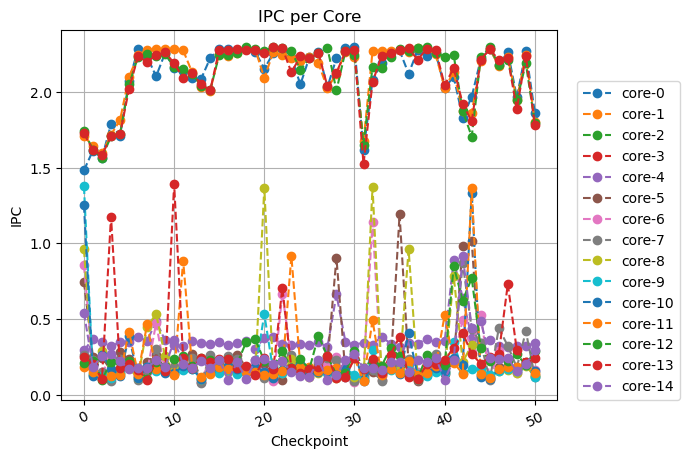 IPC per Core
IPC
2.0
1.5
1.0
0.5
0.0
0
10
20
30
40
50
Checkpoint
core-0
core-1
core-2
core-3
core-4
core-5
core-6
core-7
core-8
core-9
core-10
core-11
core-12
core-13
core-14